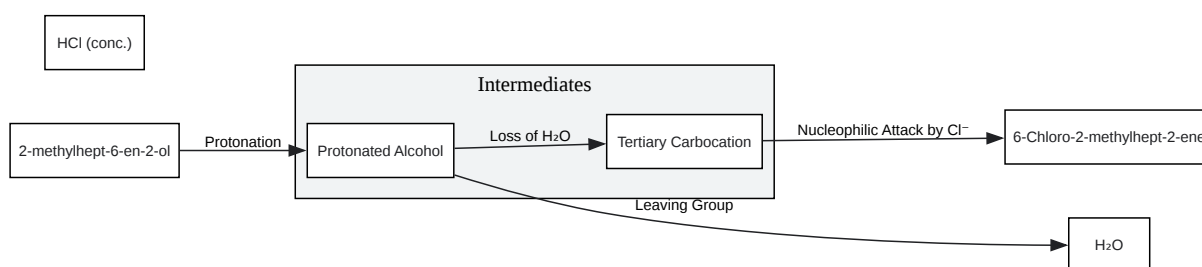 HCl (conc.)
Intermediates
2-methylhept-6-en-2-ol
Protonation
Protonated Alcohol
Loss of H₂O
Tertiary Carbocation
Nucleophilic Attack by Cl⁻
6-Chloro-2-methylhept-2-ene
Leaving Group
H₂O